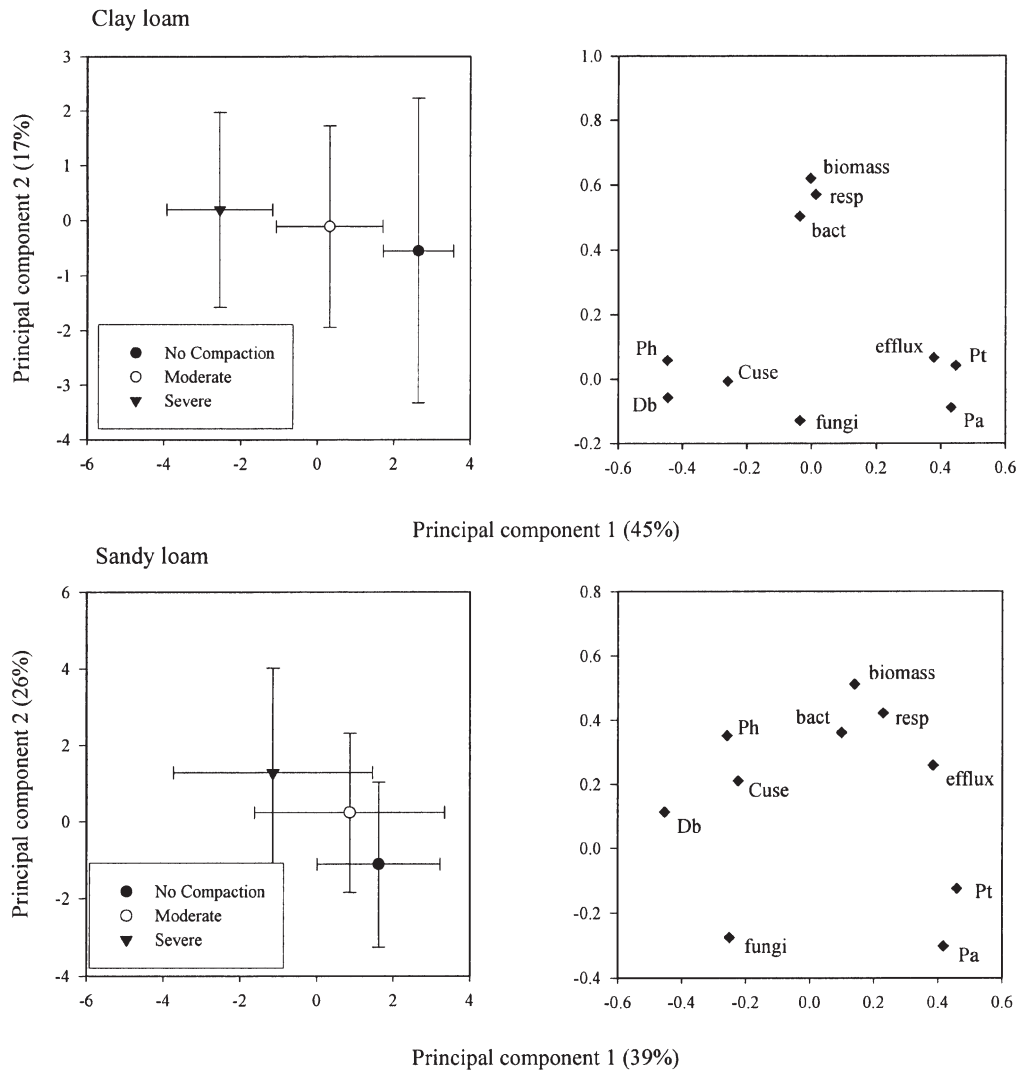 Clay loam
Principal component 2 (17%)
3
2
1
0
-1
-2
-3
-4
-6
-4
-2
0
2
4
No Compaction
Moderate
Severe
1.0
0.8
0.6
0.4
0.2
0.0
-0.2
-0.6
-0.4
-0.2
0.0
0.2
0.4
0.6
biomass
resp
bact
Ph
Cuse
efflux
Pt
Db
fungi
Pa
Principal component 1 (45%)
Sandy loam
Principal component 2 (26%)
6
4
2
0
-2
-4
-6
-4
-2
0
2
4
No Compaction
Moderate
Severe
0.8
0.6
0.4
0.2
0.0
-0.2
-0.4
-0.6
-0.4
-0.2
0.0
0.2
0.4
0.6
biomass
bact
resp
Ph
efflux
Cuse
Db
Pt
fungi
Pa
Principal component 1 (39%)